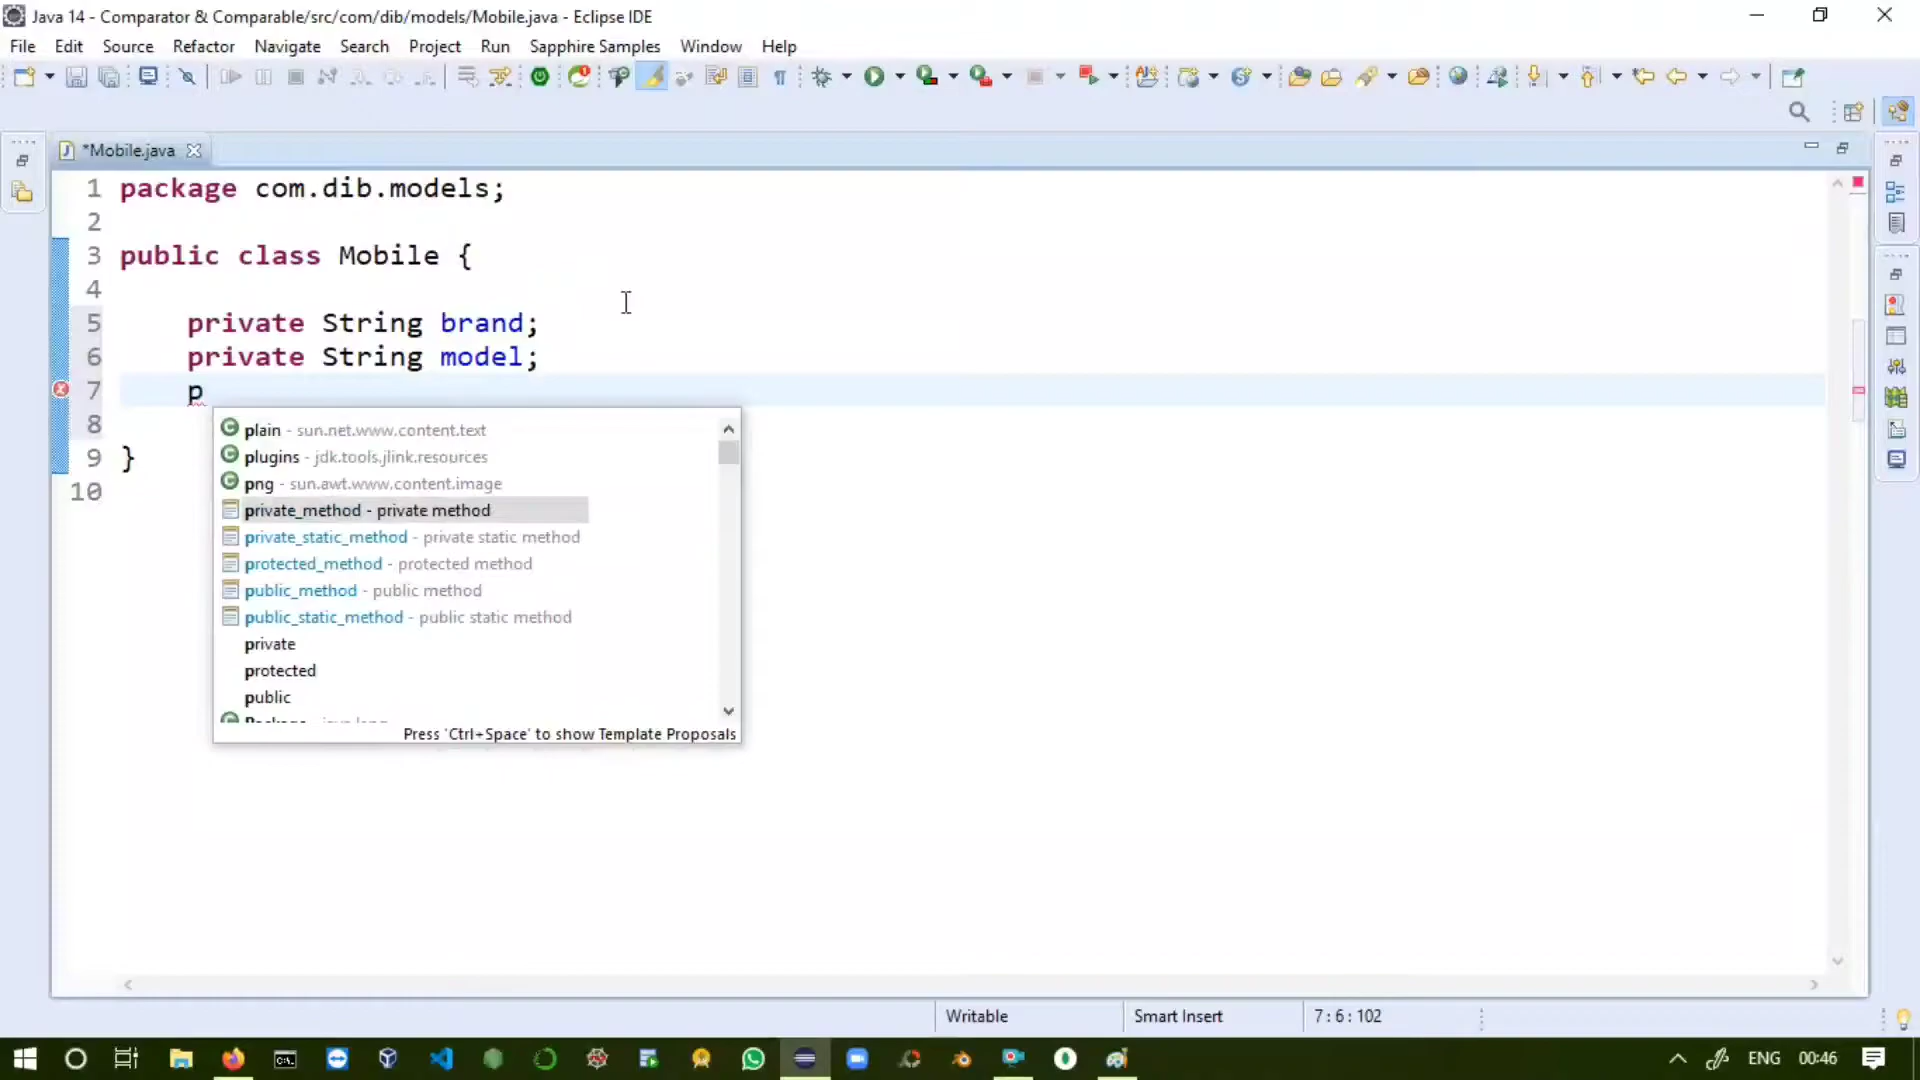 Java 14 - Comparator & Comparable/src/com/dib/models/Mobile.java - Eclipse IDE
File Edit Source Refactor Navigate Search Project Run Sapphire Samples Window Help
*Mobile.java
1 package com.dib.models;
2
3 public class Mobile {
4
5 private String brand;
6 private String model;
7 p
8
9 }
10
plain - sun.net.www.content.text
plugins - jdk.tools.jlink.resources
png - sun.awt.www.content.image
private_method - private method
private_static_method - private static method
protected_method - protected method
public_method - public method
public_static_method - public static method
private
protected
public
Package - java.lang
Press 'Ctrl+Space' to show Template Proposals
Writable Smart Insert 7 : 6 : 102
ENG 00:46